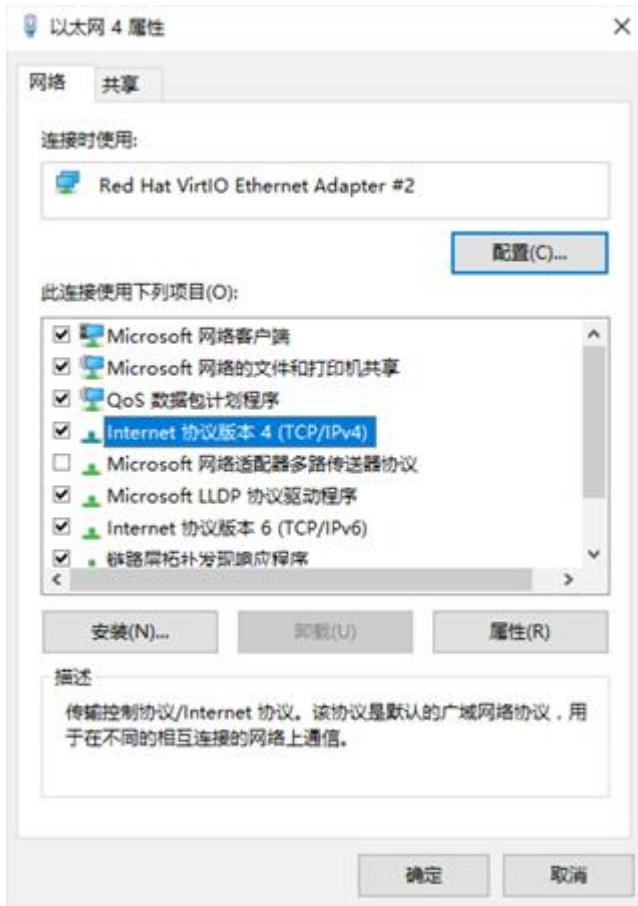 以太网 4 属性
网络 共享
连接时使用:
Red Hat VirtIO Ethernet Adapter #2
配置(C)...
此连接使用下列项目(O):
Microsoft 网络客户端
Microsoft 网络的文件和打印机共享
QoS 数据包计划程序
Internet 协议版本 4 (TCP/IPv4)
Microsoft 网络适配器多路传送器协议
Microsoft LLDP 协议驱动程序
Internet 协议版本 6 (TCP/IPv6)
链路层拓扑发现响应程序
安装(N)... 卸载(U) 属性(R)
描述
传输控制协议/Internet 协议。该协议是默认的广域网络协议，用
于在不同的相互连接的网络上通信。
确定 取消